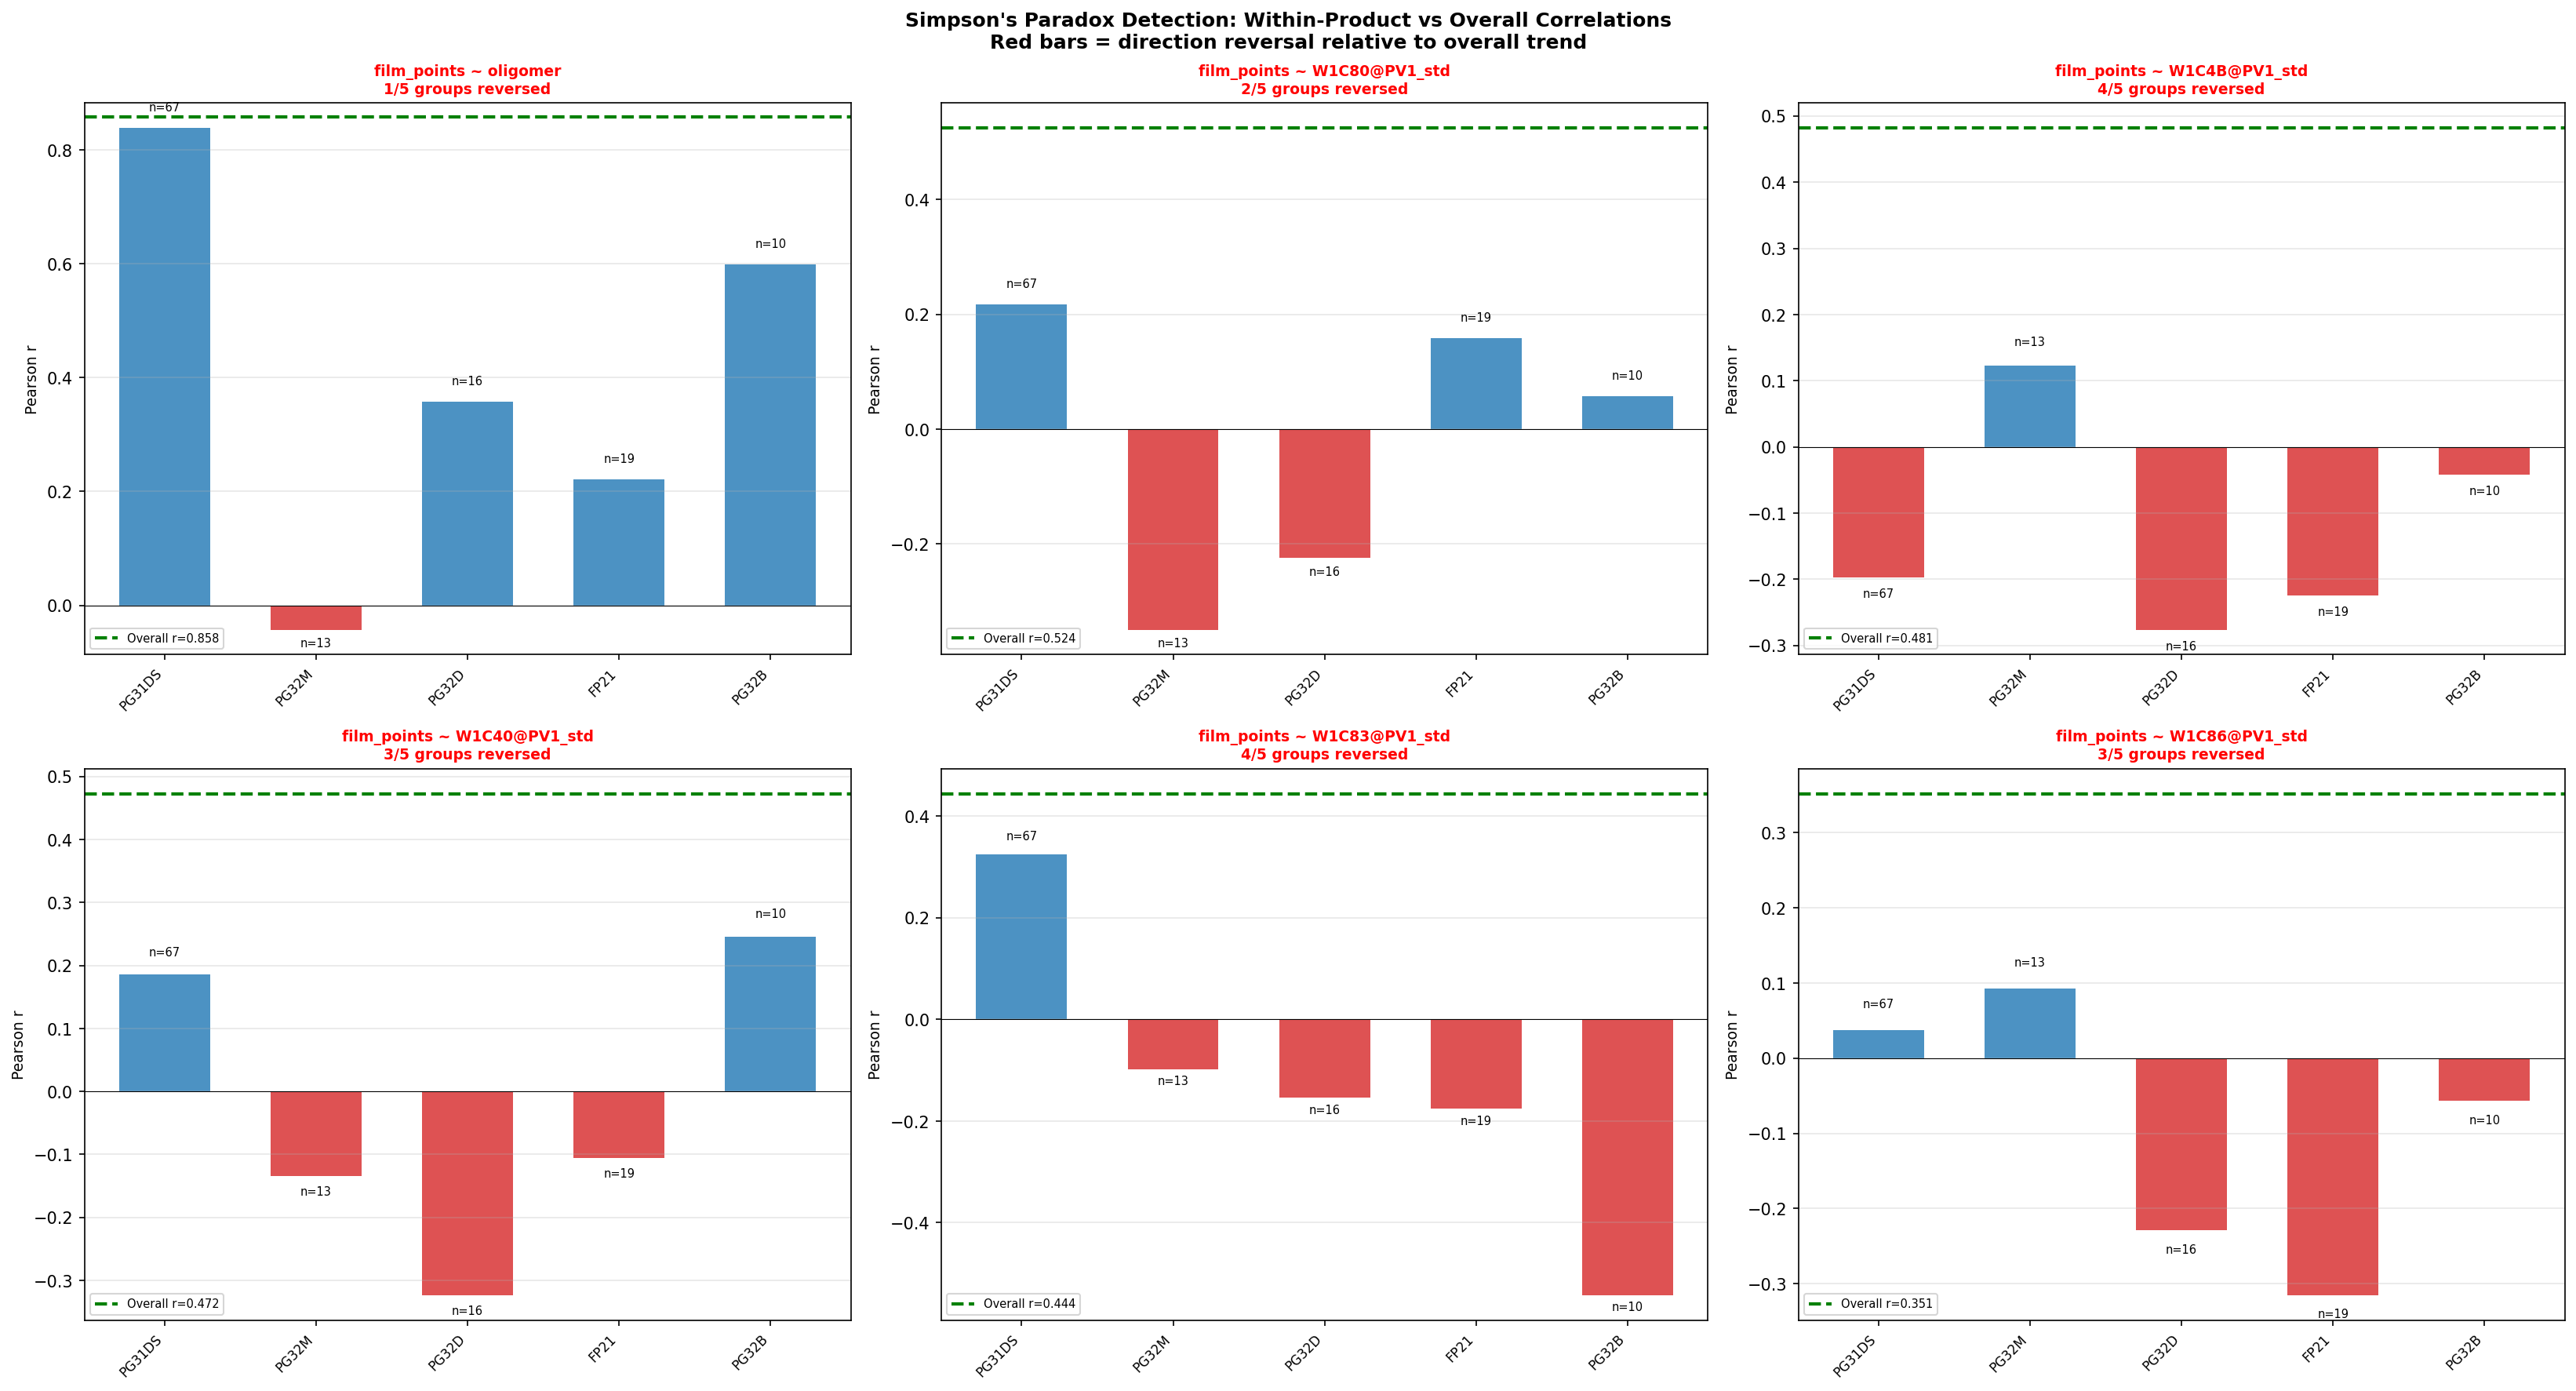 Simpson's Paradox Detection: Within-Product vs Overall Correlations
Red bars = direction reversal relative to overall trend
film_points ~ oligomer
1/5 groups reversed
Pearson r
0.8
0.6
0.4
0.2
0.0
n=67
n=13
n=16
n=19
n=10
Overall r=0.858
PG31DS
PG32M
PG32D
FP21
PG32B
film_points ~ W1C80@PV1_std
2/5 groups reversed
Pearson r
0.4
0.2
0.0
−0.2
n=67
n=13
n=16
n=19
n=10
Overall r=0.524
PG31DS
PG32M
PG32D
FP21
PG32B
film_points ~ W1C4B@PV1_std
4/5 groups reversed
Pearson r
0.5
0.4
0.3
0.2
0.1
0.0
−0.1
−0.2
−0.3
n=67
n=13
n=16
n=19
n=10
Overall r=0.481
PG31DS
PG32M
PG32D
FP21
PG32B
film_points ~ W1C40@PV1_std
3/5 groups reversed
Pearson r
0.5
0.4
0.3
0.2
0.1
0.0
−0.1
−0.2
−0.3
n=67
n=13
n=16
n=19
n=10
Overall r=0.472
PG31DS
PG32M
PG32D
FP21
PG32B
film_points ~ W1C83@PV1_std
4/5 groups reversed
Pearson r
0.4
0.2
0.0
−0.2
−0.4
n=67
n=13
n=16
n=19
n=10
Overall r=0.444
PG31DS
PG32M
PG32D
FP21
PG32B
film_points ~ W1C86@PV1_std
3/5 groups reversed
Pearson r
0.3
0.2
0.1
0.0
−0.1
−0.2
−0.3
n=67
n=13
n=16
n=19
n=10
Overall r=0.351
PG31DS
PG32M
PG32D
FP21
PG32B